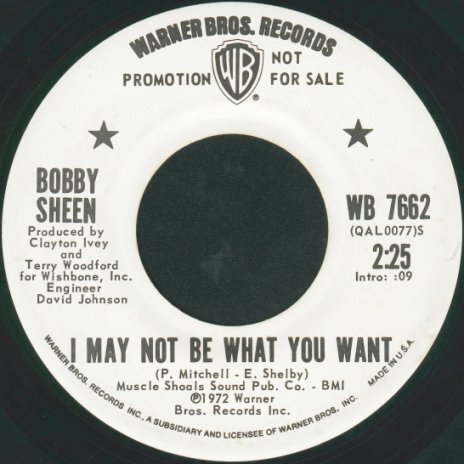 WARNER BROS. RECORDS
PROMOTION
NOT
FOR SALE
WB
®
BOBBY
SHEEN
Produced by
Clayton Ivey
and
Terry Woodford
for Wishbone, Inc.
Engineer
David Johnson
WB 7662
(QAL0077)S
2:25
Intro: :09
I MAY NOT BE WHAT YOU WANT
(P. Mitchell - E. Shelby)
Muscle Shoals Sound Pub. Co. - BMI
Ⓟ1972 Warner
Bros. Records Inc.
WARNER BROS. RECORDS INC., A SUBSIDIARY AND LICENSEE OF WARNER BROS. INC.
MADE IN U.S.A.